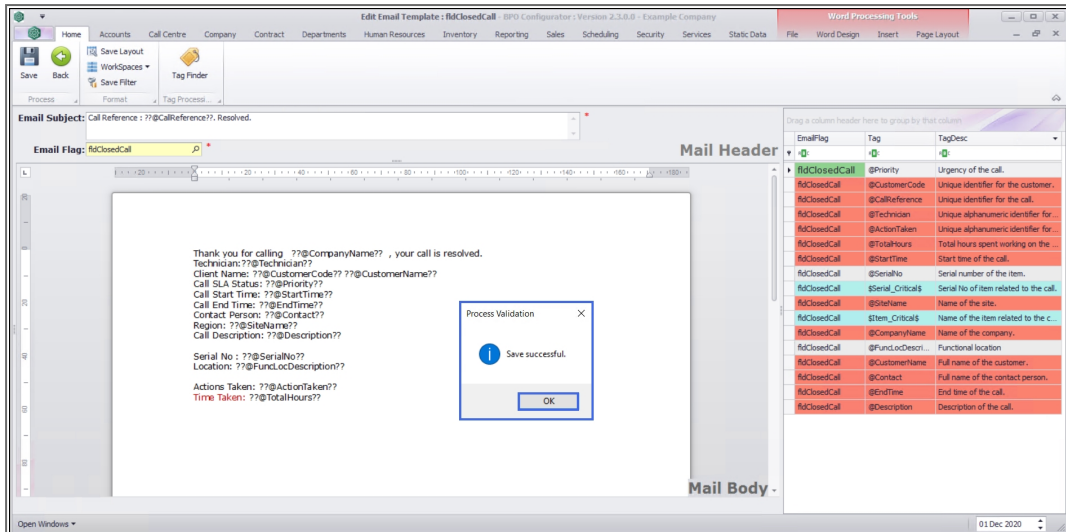 Edit Email Template : fldClosedCall - BPO Configurator : Version 2.3.0.0 - Example Company
Word Processing Tools
Home Accounts Call Centre Company Contract Departments Human Resources Inventory Reporting Sales Scheduling Security Services Static Data File Word Design Insert Page Layout
Save Back Save Layout WorkSpaces Save Filter Tag Finder
Process Format Tag Processi...
Email Subject: Call Reference : ??@CallReference??. Resolved. *
Email Flag: fldClosedCall *
Mail Header
Drag a column header here to group by that column
EmailFlag Tag TagDesc
fldClosedCall @Priority Urgency of the call.
fldClosedCall @CustomerCode Unique identifier for the customer.
fldClosedCall @CallReference Unique identifier for the call.
fldClosedCall @Technician Unique alphanumeric identifier for...
fldClosedCall @ActionTaken Unique alphanumeric identifier for...
fldClosedCall @TotalHours Total hours spent working on the ...
fldClosedCall @StartTime Start time of the call.
fldClosedCall @SerialNo Serial number of the item.
fldClosedCall $Serial_Critical$ Serial No of item related to the call.
fldClosedCall @SiteName Name of the site.
fldClosedCall $Item_Critical$ Name of the item related to the c...
fldClosedCall @CompanyName Name of the company.
fldClosedCall @FuncLocDescri... Functional location
fldClosedCall @CustomerName Full name of the customer.
fldClosedCall @Contact Full name of the contact person.
fldClosedCall @EndTime End time of the call.
fldClosedCall @Description Description of the call.
Thank you for calling ??@CompanyName?? , your call is resolved.
Technician:??@Technician??
Client Name: ??@CustomerCode?? ??@CustomerName??
Call SLA Status: ??@Priority??
Call Start Time: ??@StartTime??
Call End Time: ??@EndTime??
Contact Person: ??@Contact??
Region: ??@SiteName??
Call Description: ??@Description??
Serial No : ??@SerialNo??
Location: ??@FuncLocDescription??
Actions Taken: ??@ActionTaken??
Time Taken: ??@TotalHours??
Process Validation
Save successful.
OK
Mail Body
Open Windows
01 Dec 2020